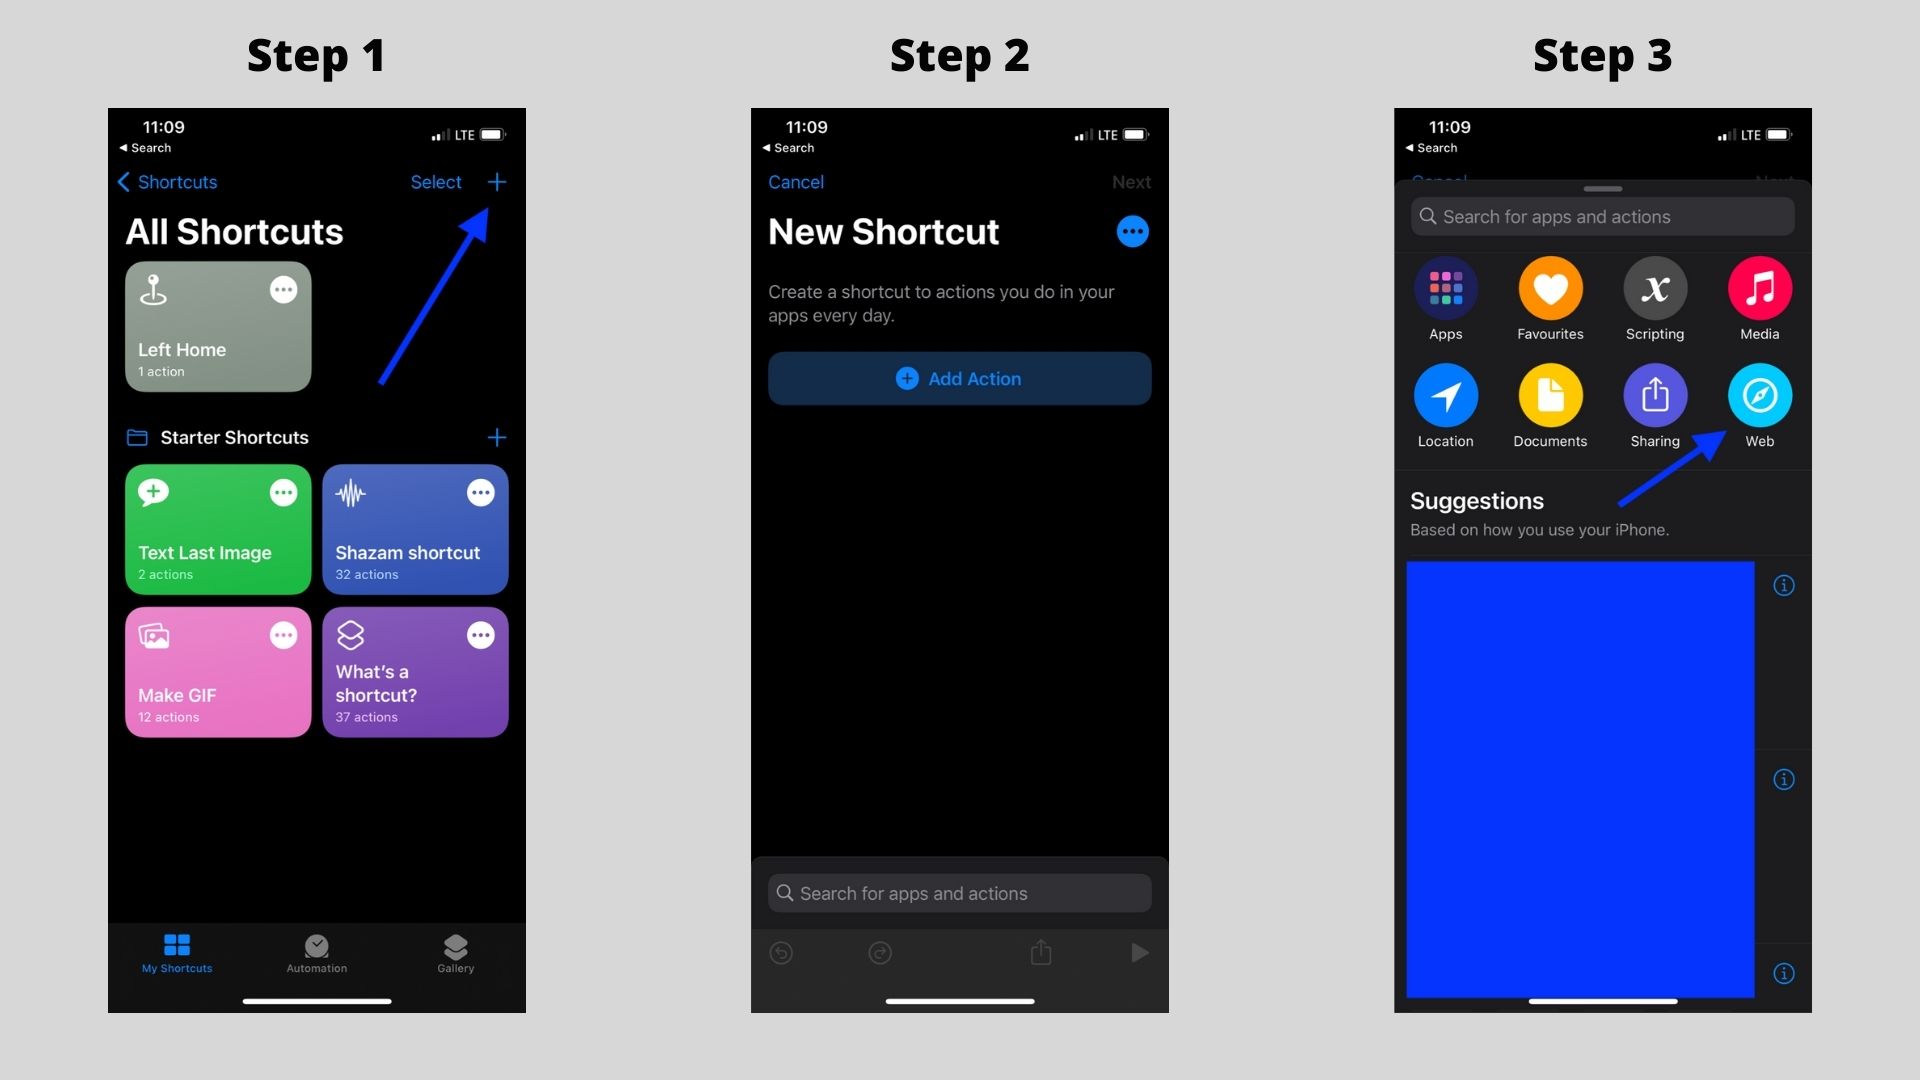 Step 1
11:09
LTE
Search
Shortcuts
Select
All Shortcuts
Left Home
1 action
Starter Shortcuts
Text Last Image
2 actions
Shazam shortcut
32 actions
Make GIF
12 actions
What's a
shortcut?
37 actions
My Shortcuts
Automation
Gallery
Step 2
11:09
LTE
Search
Cancel
Next
New Shortcut
Create a shortcut to actions you do in your
apps every day.
Add Action
Search for apps and actions
Step 3
11:09
LTE
Search
Cancel
Next
Search for apps and actions
Apps
Favourites
Scripting
Media
Location
Documents
Sharing
Web
Suggestions
Based on how you use your iPhone.